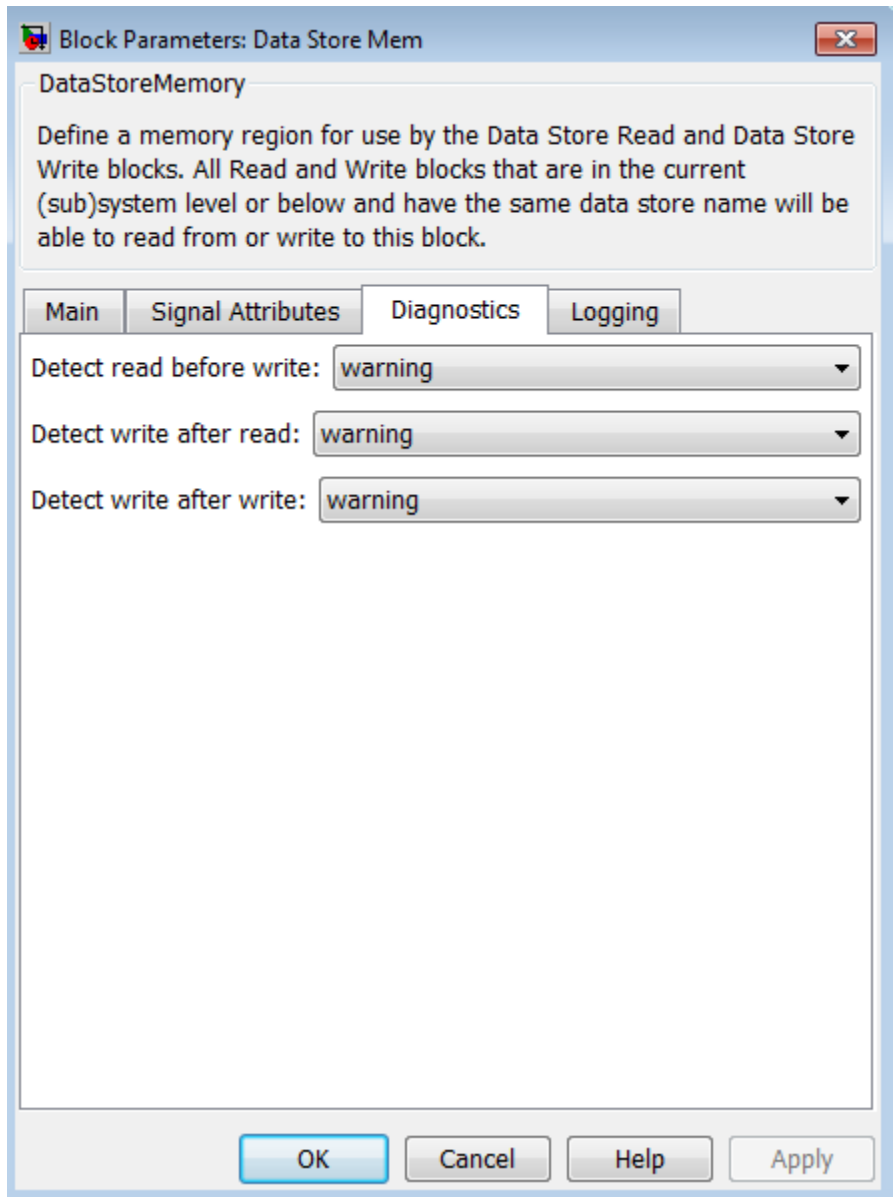 Block Parameters: Data Store Mem
DataStoreMemory
Define a memory region for use by the Data Store Read and Data Store
Write blocks. All Read and Write blocks that are in the current
(sub)system level or below and have the same data store name will be
able to read from or write to this block.
Main Signal Attributes Diagnostics Logging
Detect read before write: warning
Detect write after read: warning
Detect write after write: warning
OK Cancel Help Apply